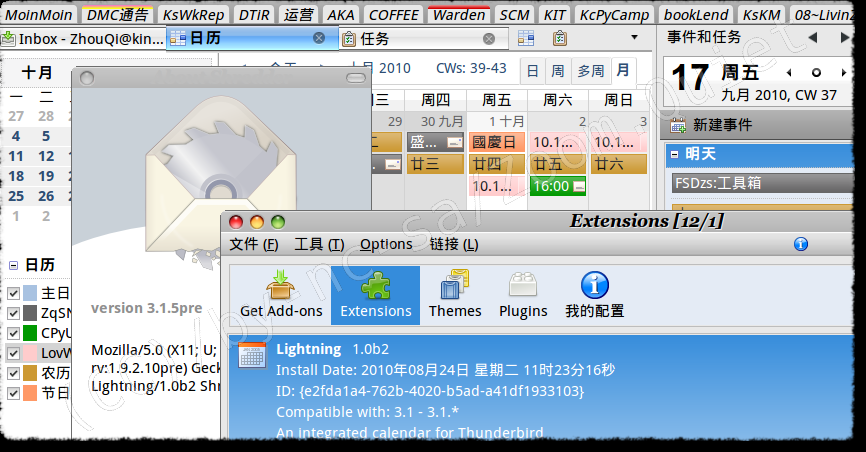 MoinMoin DMC通告 KsWkRep DTIR 运营 AKA COFFEE Warden SCM KIT KcPyCamp bookLend KsKM 08~LivinZ
Inbox - ZhouQi@kin... 日历 任务
事件和任务
十月
一 二
27 28
4 5
11 12
18 19
25 26
1 2
日历
主日
ZqSN
CPyU
LovW
农历
节日
十月 2010 CWs: 39-43 日 周 多周 月
周三 周四 周五 周六 周日
29 30 九月 1 十月 2 3
盛... 國慶日 10.1... 10.1...
廿三 廿四 廿五 廿六
10.1... 16:00
17 周五
九月 2010, CW 37
新建事件
明天
FSDzs:工具箱
version 3.1.5pre
Mozilla/5.0 (X11; U;
rv:1.9.2.10pre) Geck
Lightning/1.0b2 Shr
Extensions [12/1]
文件 (F) 工具 (T) Options 链接 (L)
Get Add-ons Extensions Themes Plugins 我的配置
Lightning 1.0b2
Install Date: 2010年08月24日 星期二 11时23分16秒
ID: {e2fda1a4-762b-4020-b5ad-a41df1933103}
Compatible with: 3.1 - 3.1.*
An integrated calendar for Thunderbird
(cc)by-nc-sa/Zoom.Quiet